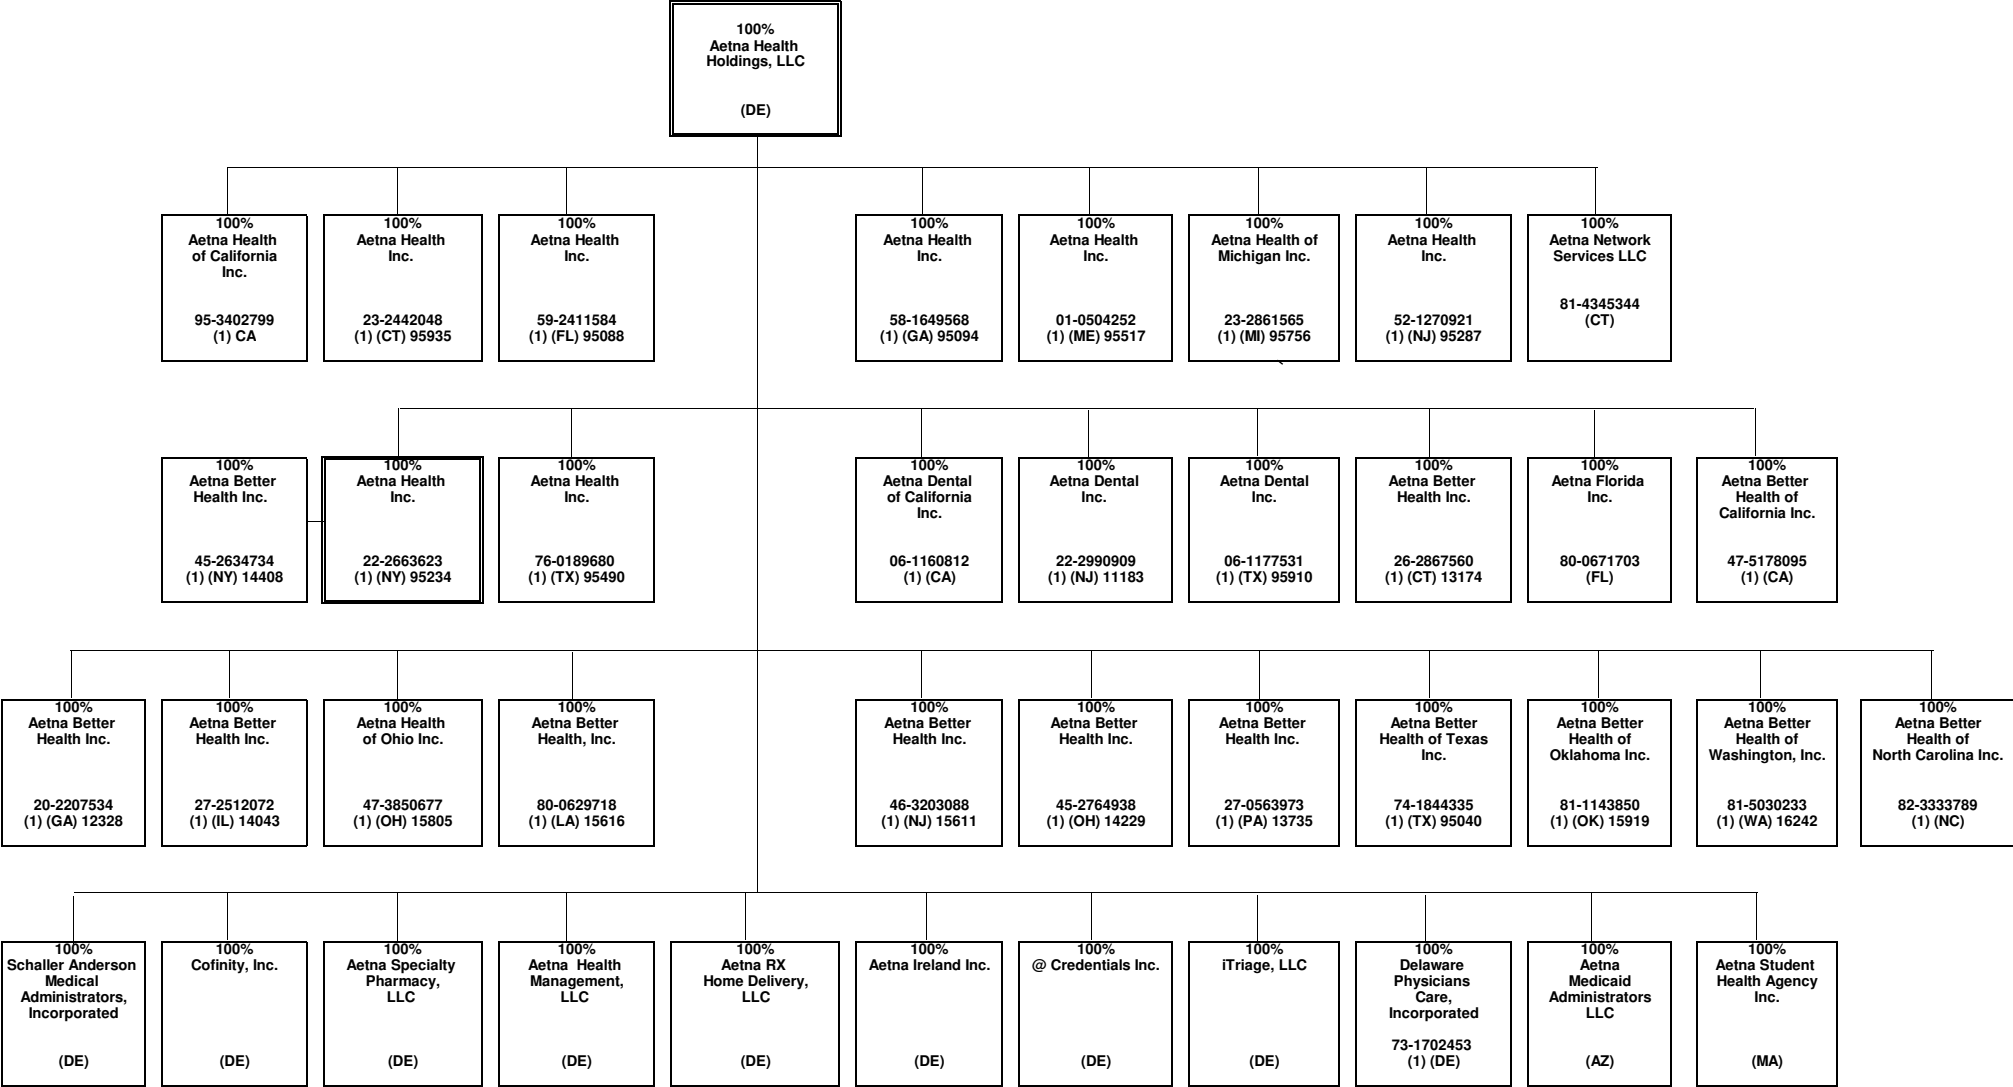 100%
Aetna Health
Holdings, LLC
(DE)
100%
Aetna Health
of California
Inc.
95-3402799
(1) CA
100%
Aetna Health
Inc.
23-2442048
(1) (CT) 95935
100%
Aetna Health
Inc.
59-2411584
(1) (FL) 95088
100%
Aetna Health
Inc.
58-1649568
(1) (GA) 95094
100%
Aetna Health
Inc.
01-0504252
(1) (ME) 95517
100%
Aetna Health of
Michigan Inc.
23-2861565
(1) (MI) 95756
100%
Aetna Health
Inc.
52-1270921
(1) (NJ) 95287
100%
Aetna Network
Services LLC
81-4345344
(CT)
100%
Aetna Better
Health Inc.
45-2634734
(1) (NY) 14408
100%
Aetna Health
Inc.
22-2663623
(1) (NY) 95234
100%
Aetna Health
Inc.
76-0189680
(1) (TX) 95490
100%
Aetna Dental
of California
Inc.
06-1160812
(1) (CA)
100%
Aetna Dental
Inc.
22-2990909
(1) (NJ) 11183
100%
Aetna Dental
Inc.
06-1177531
(1) (TX) 95910
100%
Aetna Better
Health Inc.
26-2867560
(1) (CT) 13174
100%
Aetna Florida
Inc.
80-0671703
(FL)
100%
Aetna Better
Health of
California Inc.
47-5178095
(1) (CA)
100%
Aetna Better
Health Inc.
20-2207534
(1) (GA) 12328
100%
Aetna Better
Health Inc.
27-2512072
(1) (IL) 14043
100%
Aetna Health
of Ohio Inc.
47-3850677
(1) (OH) 15805
100%
Aetna Better
Health, Inc.
80-0629718
(1) (LA) 15616
100%
Aetna Better
Health Inc.
46-3203088
(1) (NJ) 15611
100%
Aetna Better
Health Inc.
45-2764938
(1) (OH) 14229
100%
Aetna Better
Health Inc.
27-0563973
(1) (PA) 13735
100%
Aetna Better
Health of Texas
Inc.
74-1844335
(1) (TX) 95040
100%
Aetna Better
Health of
Oklahoma Inc.
81-1143850
(1) (OK) 15919
100%
Aetna Better
Health of
Washington, Inc.
81-5030233
(1) (WA) 16242
100%
Aetna Better
Health of
North Carolina Inc.
82-3333789
(1) (NC)
100%
Schaller Anderson
Medical
Administrators,
Incorporated
(DE)
100%
Cofinity, Inc.
(DE)
100%
Aetna Specialty
Pharmacy,
LLC
(DE)
100%
Aetna Health
Management,
LLC
(DE)
100%
Aetna RX
Home Delivery,
LLC
(DE)
100%
Aetna Ireland Inc.
(DE)
100%
@ Credentials Inc.
(DE)
100%
iTriage, LLC
(DE)
100%
Delaware
Physicians
Care,
Incorporated
73-1702453
(1) (DE)
100%
Aetna
Medicaid
Administrators
LLC
(AZ)
100%
Aetna Student
Health Agency
Inc.
(MA)